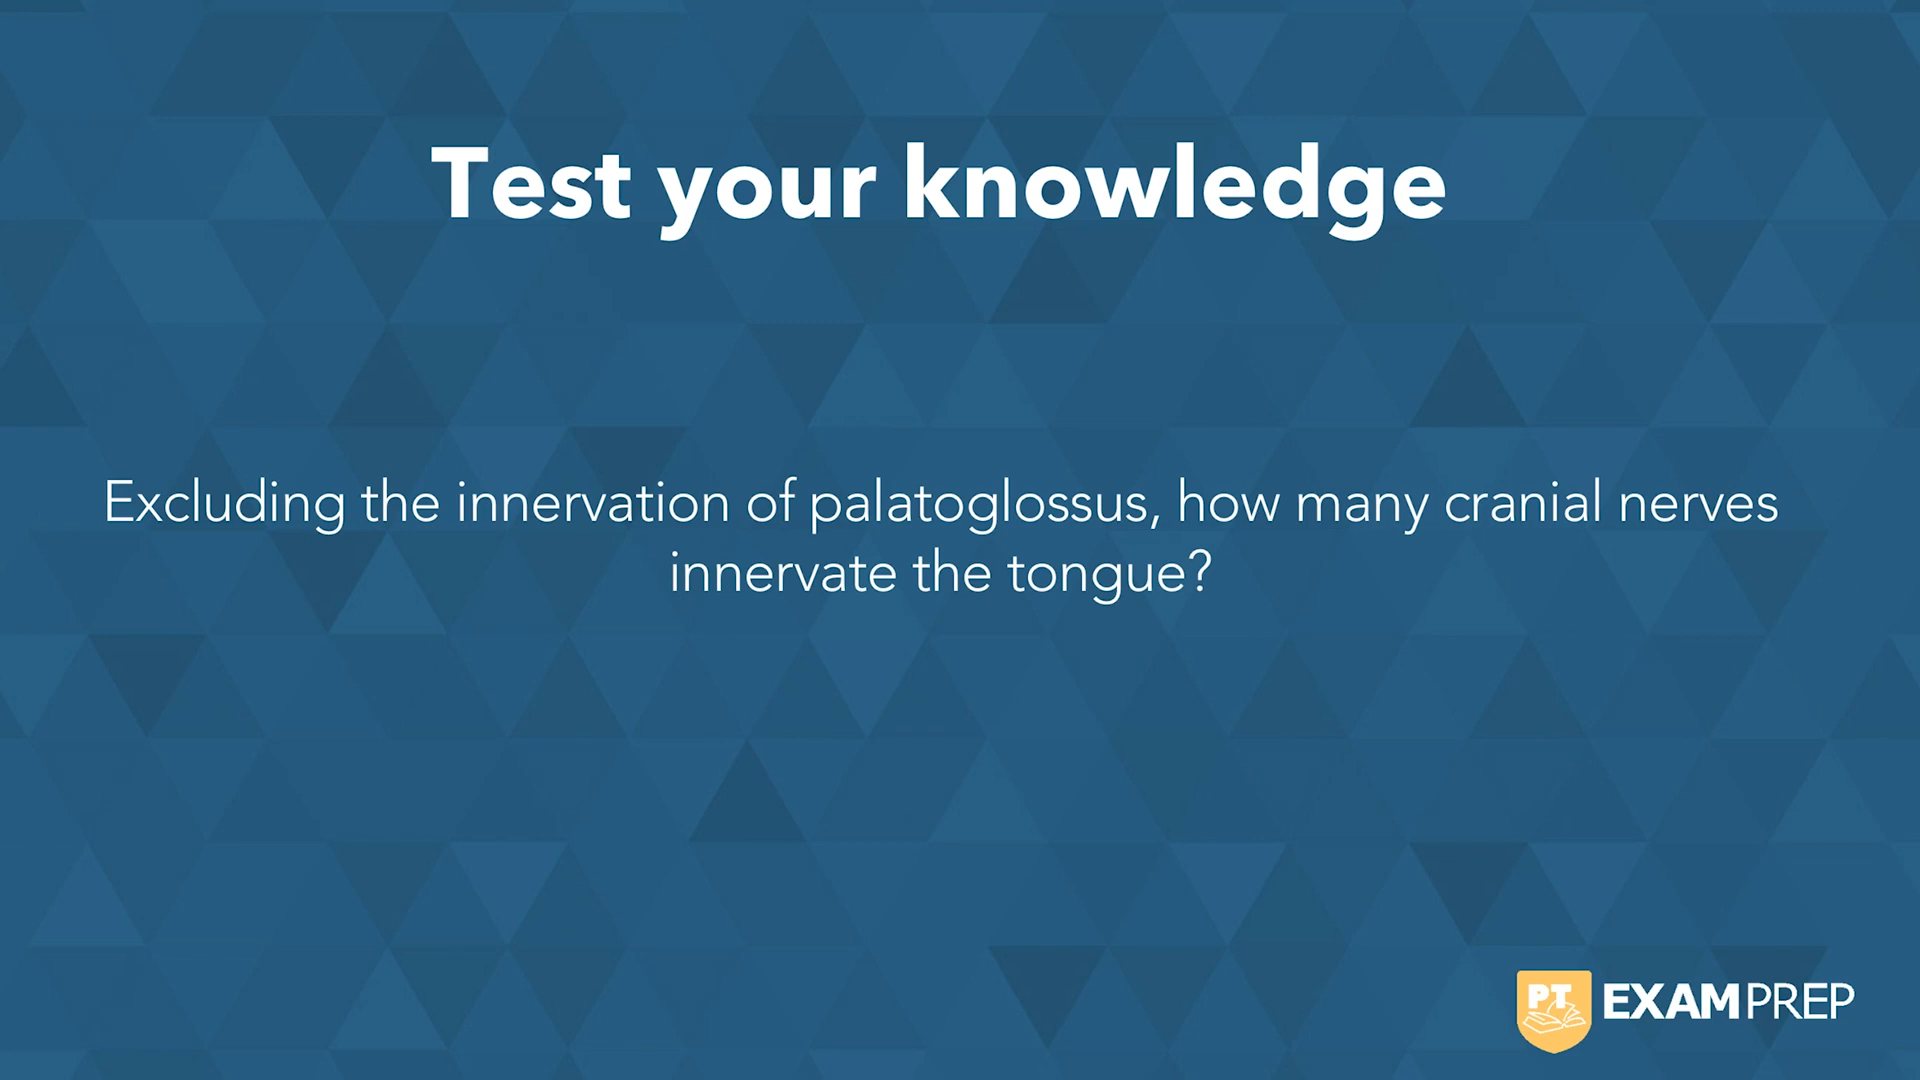 Test your knowledge
Excluding the innervation of palatoglossus, how many cranial nerves
innervate the tongue?
PT EXAMPREP